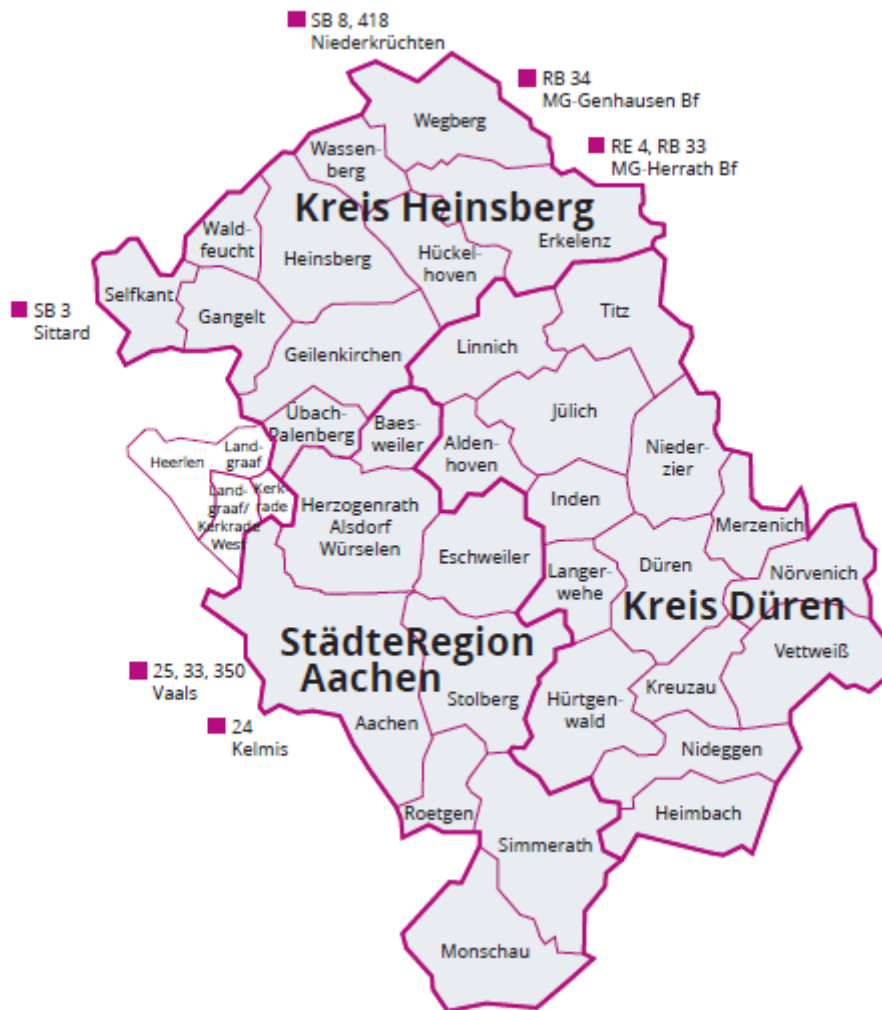 SB 8, 418
Niederkrüchten
RB 34
MG-Genhausen Bf
Wegberg
RE 4, RB 33
MG-Herrath Bf
Wassen-
berg
Kreis Heinsberg
Wald-
feucht
Heinsberg
Hückel-
hoven
Erkelenz
Selfkant
SB 3
Sittard
Gangelt
Titz
Geilenkirchen
Linnich
Übach-
Palenberg
Baes-
weiler
Jülich
Alden-
hoven
Nieder-
zier
Heerlen
Land-
graaf
Land-
graaf/
Kerkrade
West
Kerk-
rade
Herzogenrath
Alsdorf
Würselen
Inden
Merzenich
Eschweiler
Langer-
wehe
Düren
Nörvenich
Kreis Düren
StädteRegion
Aachen
Vettweiß
25, 33, 350
Vaals
Stolberg
Hürtgen-
wald
Kreuzau
24
Kelmis
Aachen
Nideggen
Roetgen
Heimbach
Simmerath
Monschau